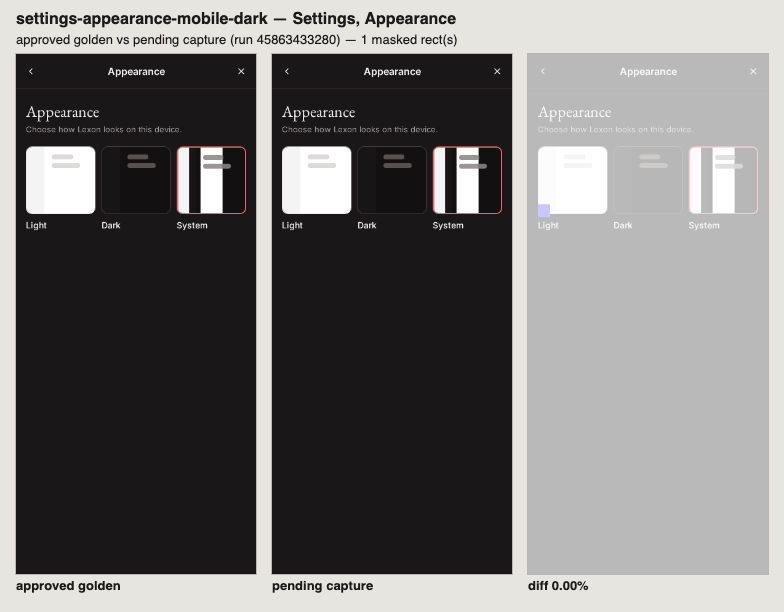 settings-appearance-mobile-dark — Settings, Appearance
approved golden vs pending capture (run 45863433280) — 1 masked rect(s)
Appearance
Appearance
Choose how Lexon looks on this device.
Light
Dark
System
approved golden
Appearance
Appearance
Choose how Lexon looks on this device.
Light
Dark
System
pending capture
Appearance
Appearance
Choose how Lexon looks on this device.
Light
Dark
System
diff 0.00%